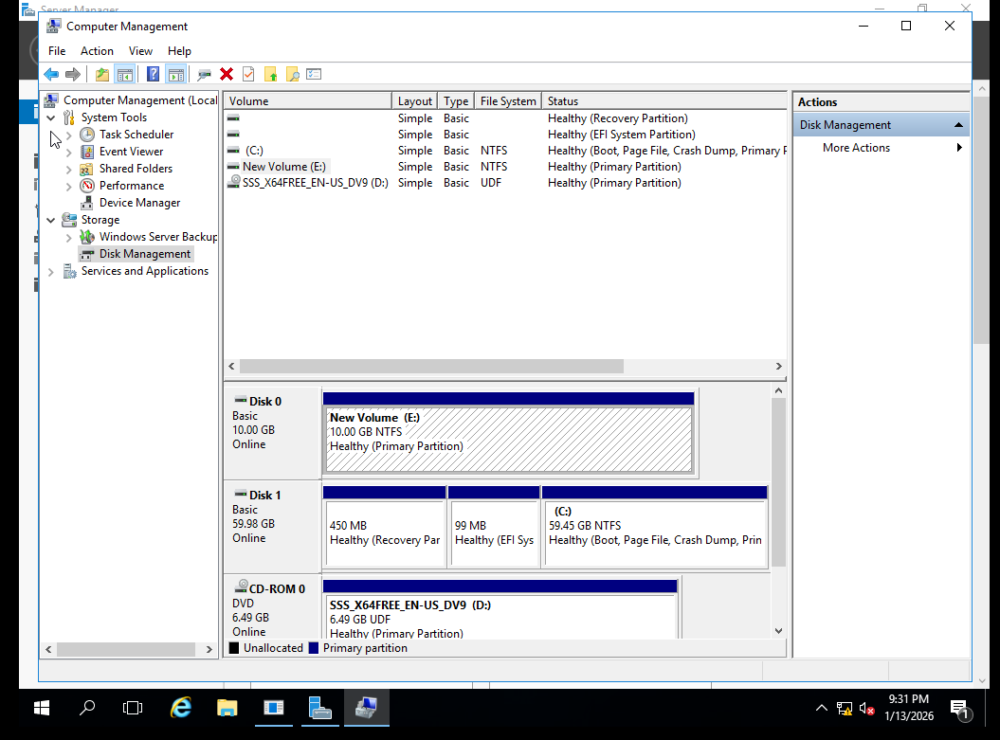 Server Manager
Computer Management
File Action View Help
Computer Management (Local
System Tools
Task Scheduler
Event Viewer
Shared Folders
Performance
Device Manager
Storage
Windows Server Backup
Disk Management
Services and Applications
Volume Layout Type File System Status
Simple Basic Healthy (Recovery Partition)
Simple Basic Healthy (EFI System Partition)
(C:) Simple Basic NTFS Healthy (Boot, Page File, Crash Dump, Primary P
New Volume (E:) Simple Basic NTFS Healthy (Primary Partition)
SSS_X64FREE_EN-US_DV9 (D:) Simple Basic UDF Healthy (Primary Partition)
Disk 0
Basic
10.00 GB
Online
New Volume (E:)
10.00 GB NTFS
Healthy (Primary Partition)
Disk 1
Basic
59.98 GB
Online
450 MB
Healthy (Recovery Par
99 MB
Healthy (EFI Sys
(C:)
59.45 GB NTFS
Healthy (Boot, Page File, Crash Dump, Prin
CD-ROM 0
DVD
6.49 GB
Online
SSS_X64FREE_EN-US_DV9 (D:)
6.49 GB UDF
Healthy (Primary Partition)
Unallocated Primary partition
Actions
Disk Management
More Actions
9:31 PM
1/13/2026
1